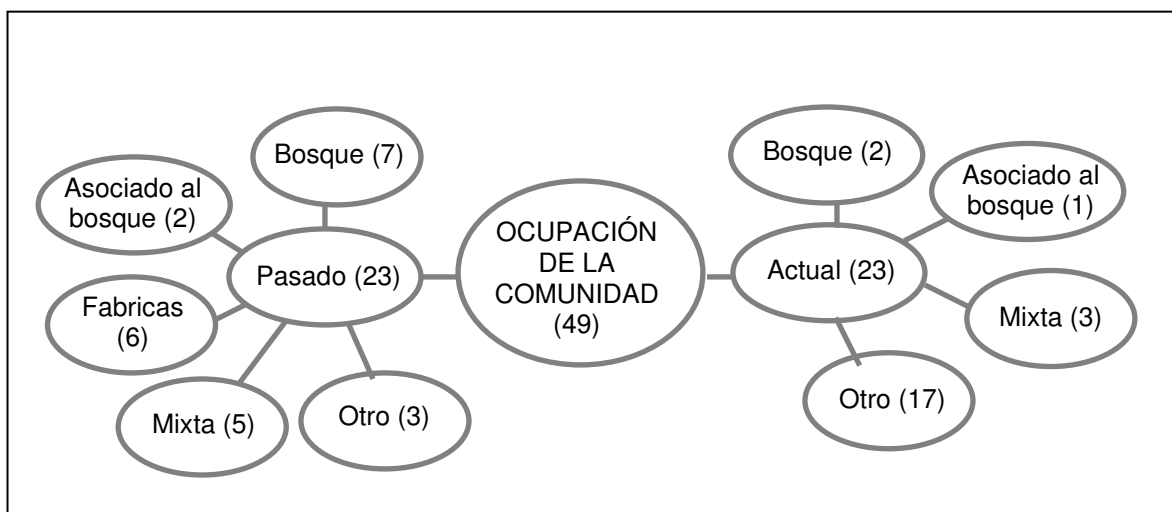 Bosque (7)
Asociado al
bosque (2)
Pasado (23)
Fabricas
(6)
Mixta (5)
Otro (3)
OCUPACIÓN
DE LA
COMUNIDAD
(49)
Bosque (2)
Asociado al
bosque (1)
Actual (23)
Mixta (3)
Otro (17)